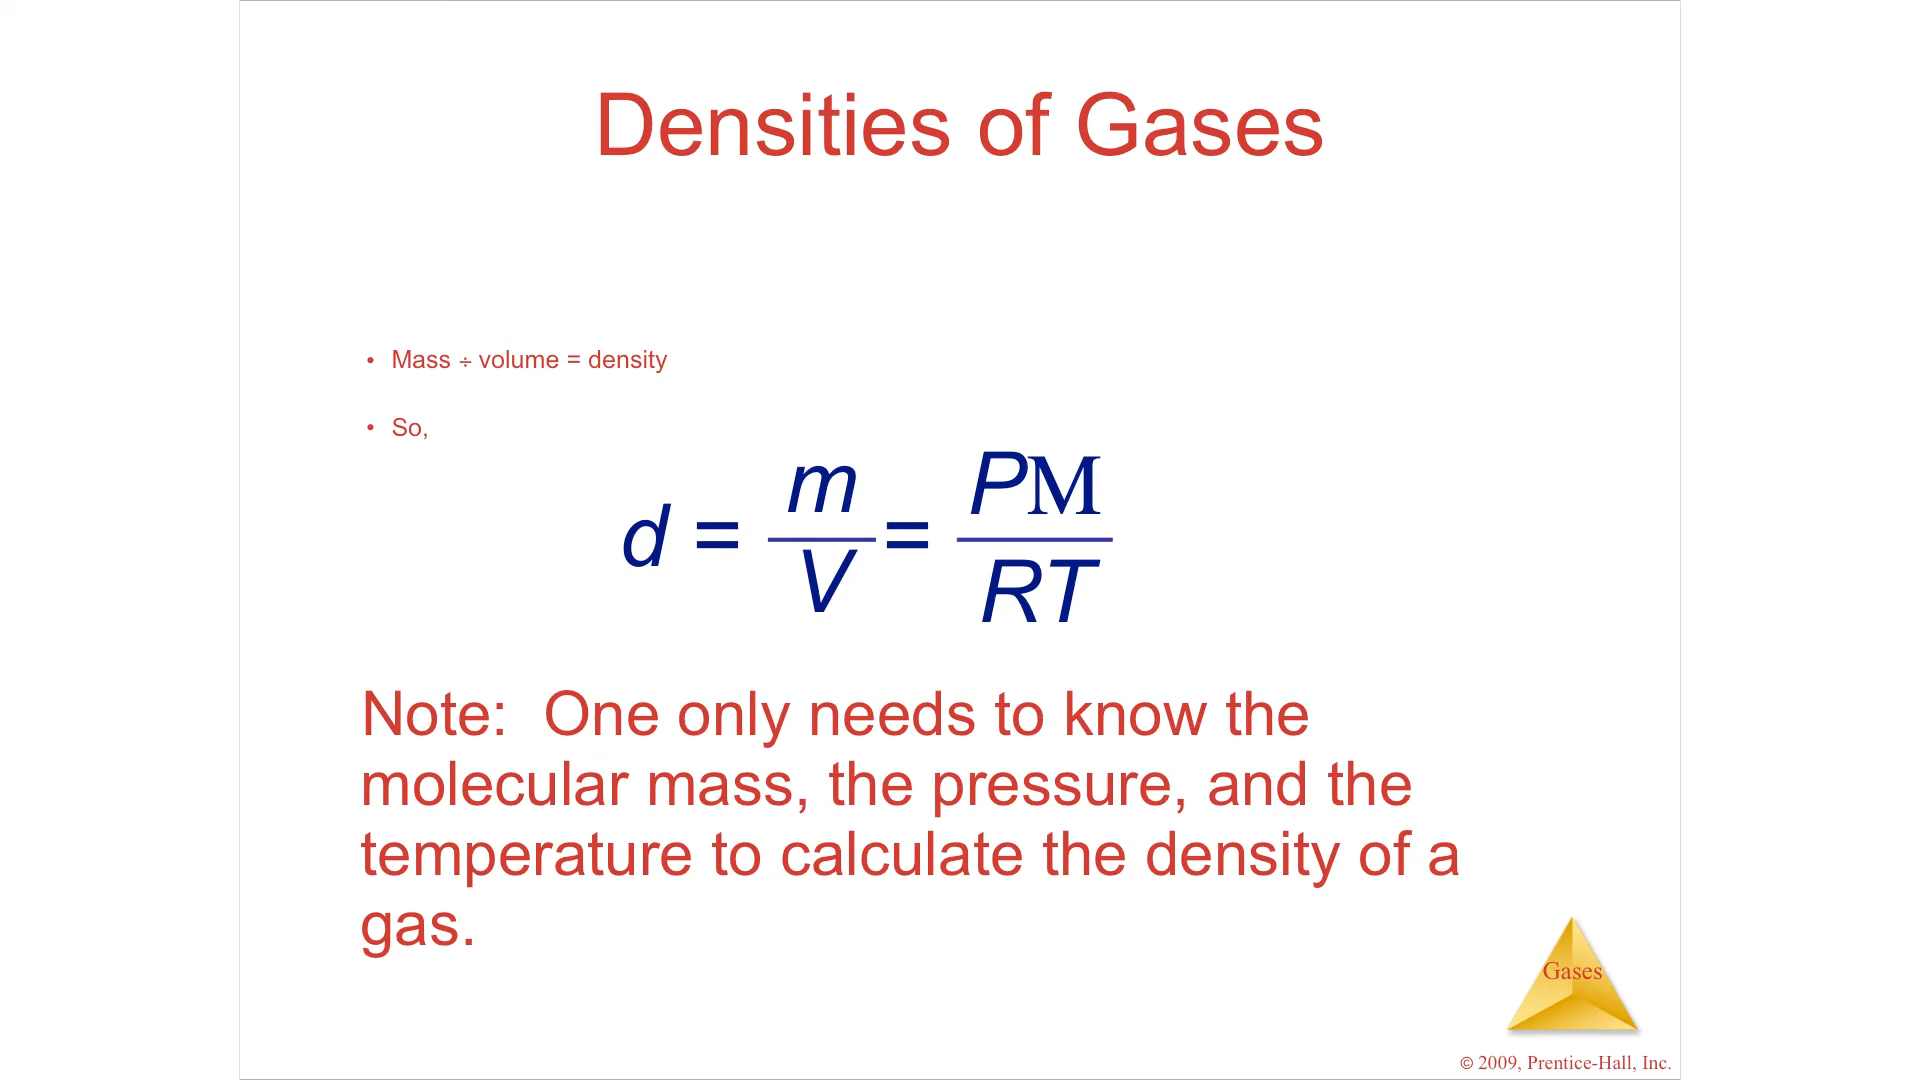 Densities of Gases
• Mass ÷ volume = density
• So,
d = m/V = PM/RT
Note:  One only needs to know the
molecular mass, the pressure, and the
temperature to calculate the density of a
gas.
Gases
© 2009, Prentice-Hall, Inc.